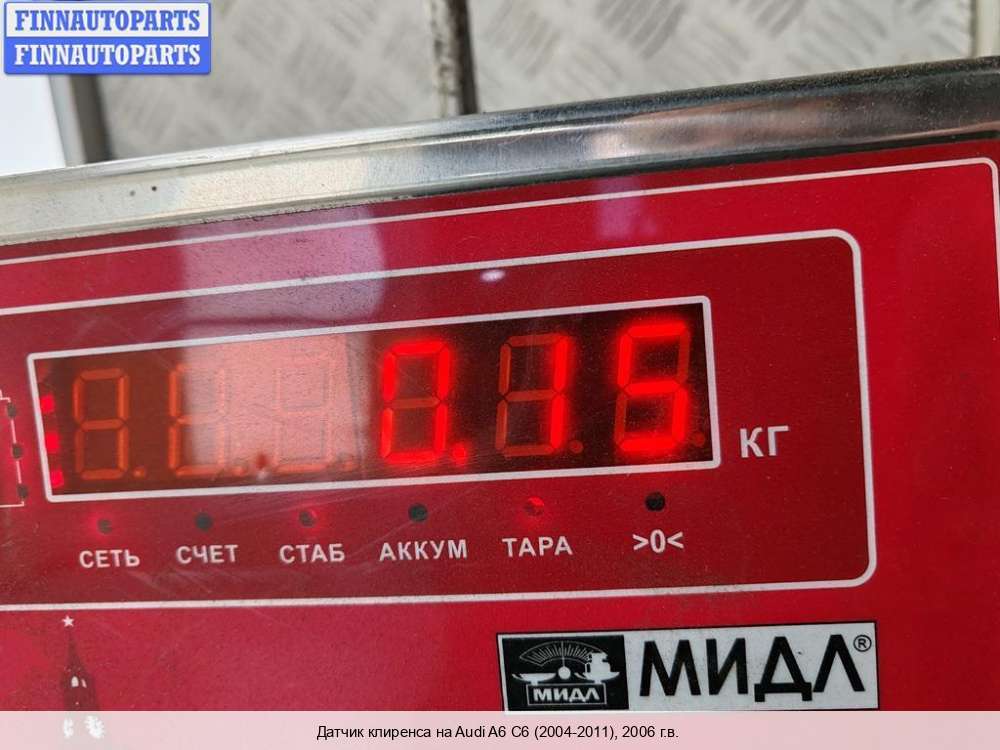 FINNAUTOPARTS
FINNAUTOPARTS
0.15
КГ
СЕТЬ СЧЕТ СТАБ АККУМ ТАРА >0<
МИДЛ
МИДЛ®
Датчик клиренса на Audi A6 C6 (2004-2011), 2006 г.в.